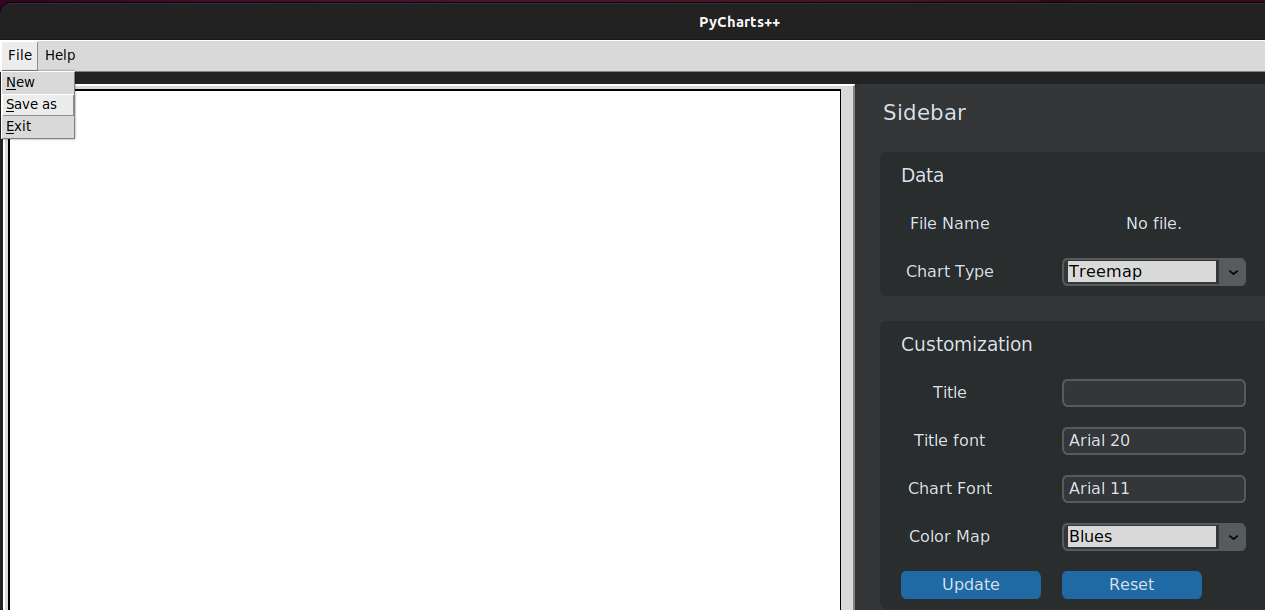 PyCharts++
File Help
New
Save as
Exit
Sidebar
Data
File Name No file.
Chart Type Treemap
Customization
Title
Title font Arial 20
Chart Font Arial 11
Color Map Blues
Update Reset